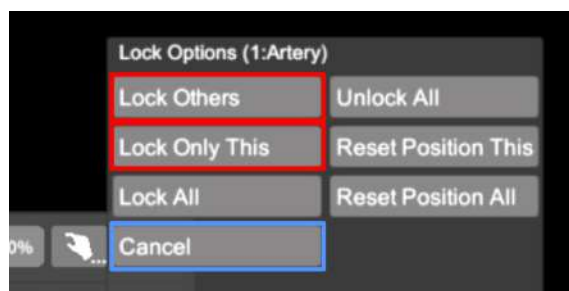 Lock Options (1:Artery)
Lock Others Unlock All
Lock Only This Reset Position This
Lock All Reset Position All
0% ... Cancel